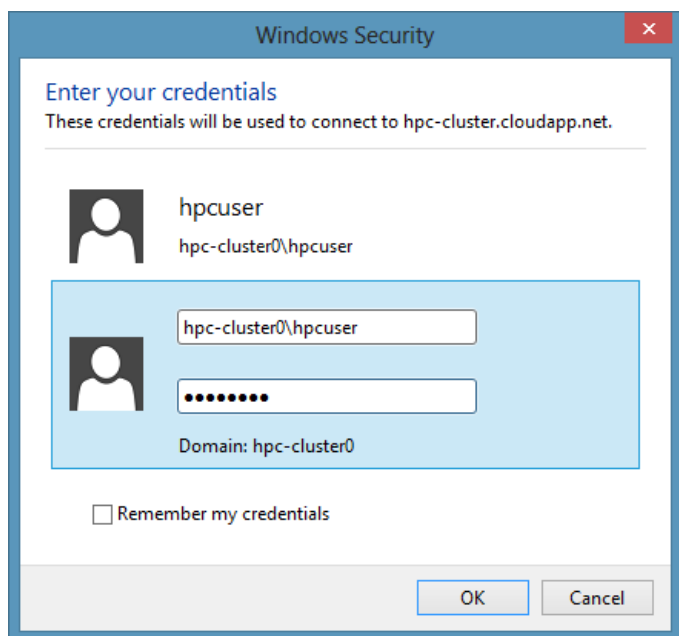 Windows Security
Enter your credentials
These credentials will be used to connect to hpc-cluster.cloudapp.net.
hpcuser
hpc-cluster0\hpcuser
hpc-cluster0\hpcuser
●●●●●●●●
Domain: hpc-cluster0
Remember my credentials
OK
Cancel